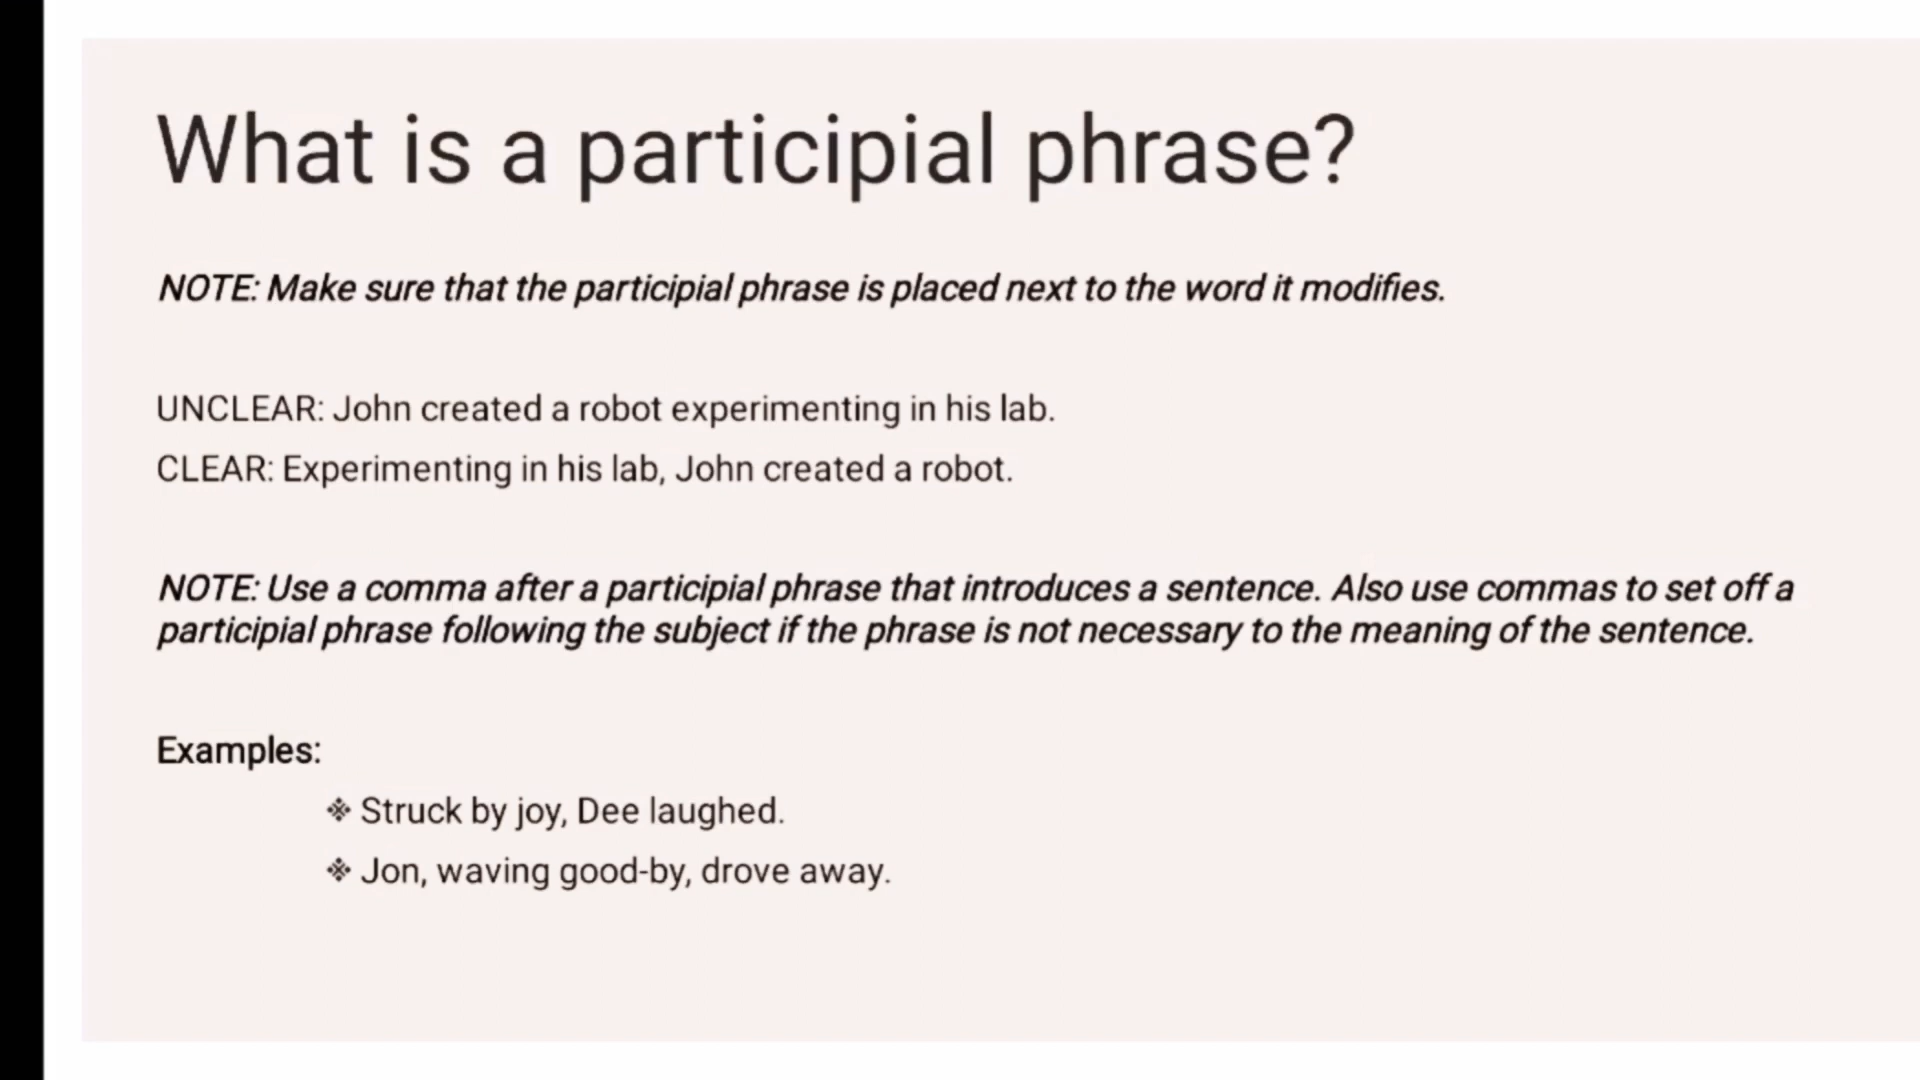 What is a participial phrase?
NOTE: Make sure that the participial phrase is placed next to the word it modifies.
UNCLEAR: John created a robot experimenting in his lab.
CLEAR: Experimenting in his lab, John created a robot.
NOTE: Use a comma after a participial phrase that introduces a sentence. Also use commas to set off a
participial phrase following the subject if the phrase is not necessary to the meaning of the sentence.
Examples:
❖ Struck by joy, Dee laughed.
❖ Jon, waving good-by, drove away.